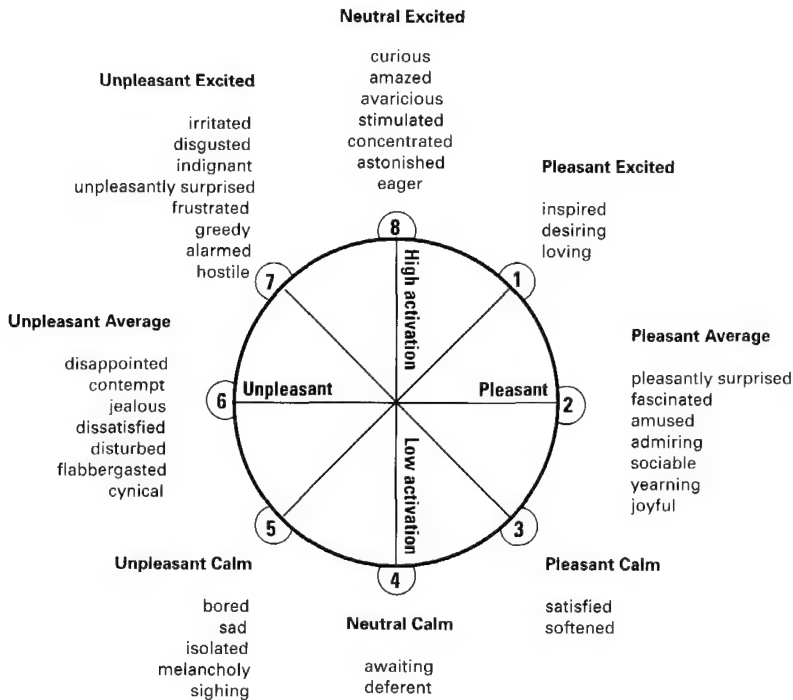 Neutral Excited
curious
amazed
avaricious
stimulated
concentrated
astonished
eager
Unpleasant Excited
irritated
disgusted
indignant
unpleasantly surprised
frustrated
greedy
alarmed
hostile
Pleasant Excited
inspired
desiring
loving
8
7
1
High activation
Unpleasant Average
disappointed
contempt
jealous
dissatisfied
disturbed
flabbergasted
cynical
6
Unpleasant
Pleasant
2
Pleasant Average
pleasantly surprised
fascinated
amused
admiring
sociable
yearning
joyful
Low activation
5
3
4
Unpleasant Calm
bored
sad
isolated
melancholy
sighing
Neutral Calm
awaiting
deferent
Pleasant Calm
satisfied
softened